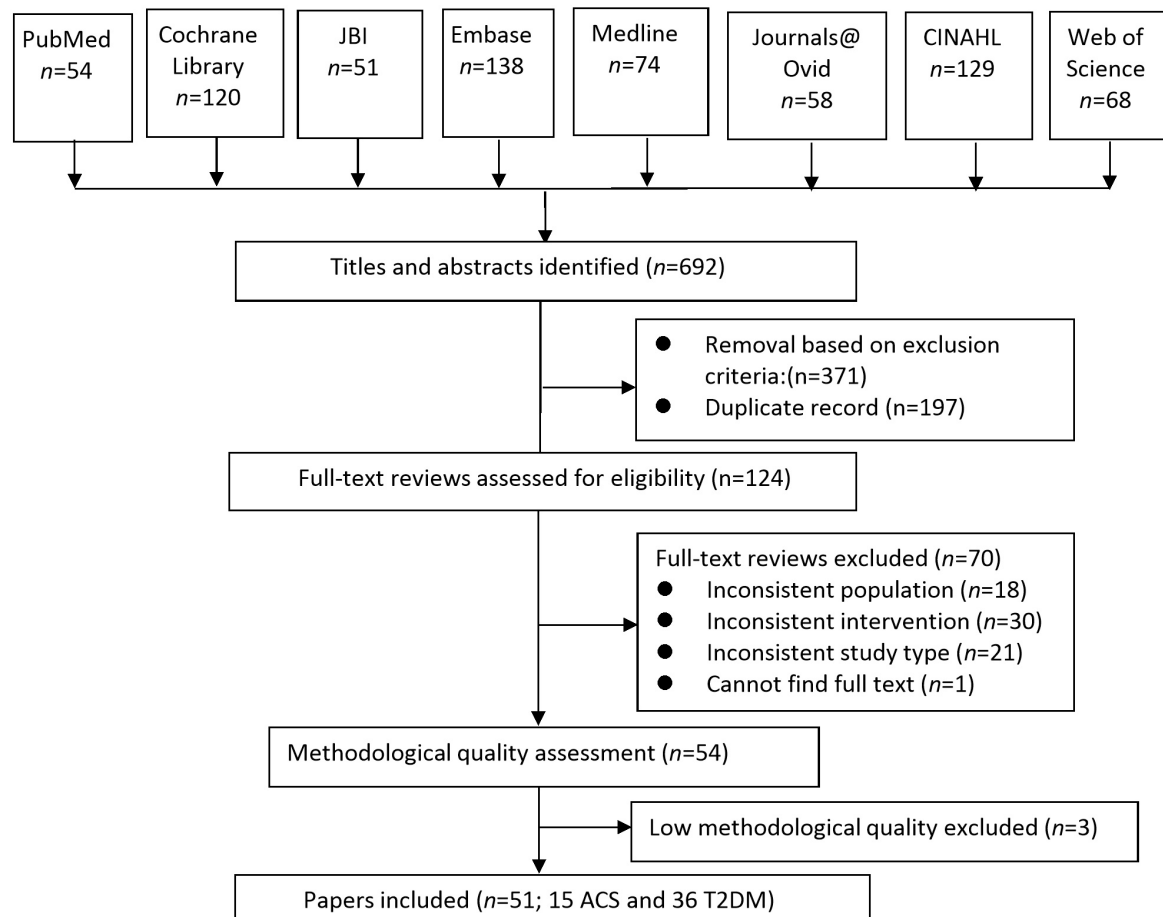 PubMed
n=54
Cochrane
Library
n=120
JBI
n=51
Embase
n=138
Medline
n=74
Journals@
Ovid
n=58
CINAHL
n=129
Web of
Science
n=68
Titles and abstracts identified (n=692)
● Removal based on exclusion
criteria:(n=371)
● Duplicate record (n=197)
Full-text reviews assessed for eligibility (n=124)
Full-text reviews excluded (n=70)
● Inconsistent population (n=18)
● Inconsistent intervention (n=30)
● Inconsistent study type (n=21)
● Cannot find full text (n=1)
Methodological quality assessment (n=54)
Low methodological quality excluded (n=3)
Papers included (n=51; 15 ACS and 36 T2DM)